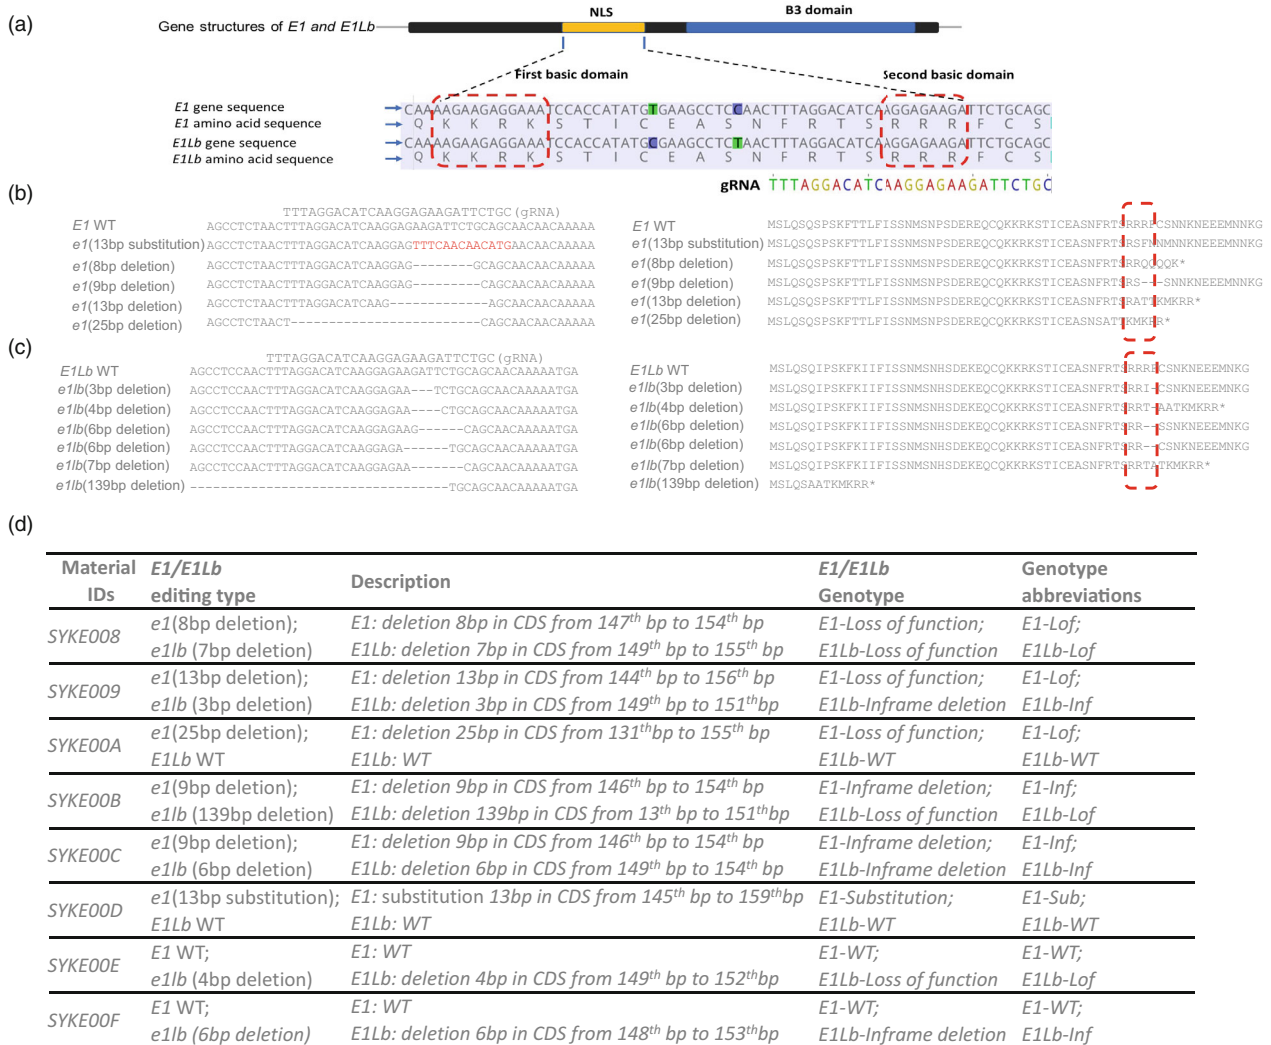 (a)
NLS
B3 domain
Gene structures of E1 and E1Lb
First basic domain
Second basic domain
E1 gene sequence
CAAAAGAAGAGGAAATCCACCATATGTGAAGCCTCCAACTTTAGGACATCAAGGAGAAGATTCTGCAGC
E1 amino acid sequence
Q K K R K S T I C E A S N F R T S R R R F C S
E1Lb gene sequence
CAAAAGAAGAGGAAATCCACCATATGCGAAGCCTCTAACTTTAGGACATCAAGGAGAAGATTCTGCAGC
E1Lb amino acid sequence
Q K K R K S T I C E A S N F R T S R R R F C S
gRNA TTTAGGACATCAAGGAGAAGATTCTGC
(b)
TTTAGGACATCAAGGAGAAGATTCTGC(gRNA)
E1 WT AGCCTCTAACTTTAGGACATCAAGGAGAAGATTCTGCAGCAACAACAAAAA
e1(13bp substitution) AGCCTCTAACTTTAGGACATCAAGGAGTTTCAACAACATGAACAACAAAAA
e1(8bp deletion) AGCCTCTAACTTTAGGACATCAAGGAG--------GCAGCAACAACAAAAA
e1(9bp deletion) AGCCTCTAACTTTAGGACATCAAGGAG---------CAGCAACAACAAAAA
e1(13bp deletion) AGCCTCTAACTTTAGGACATCAAG-------------AGCAACAACAAAAA
e1(25bp deletion) AGCCTCTAACT-------------------------CAGCAACAACAAAAA
E1 WT MSLQSQSPSKFTTLFISSNMSNPSDEREQCQKKRKSTICEASNFRTSRRRFCSNNKNEEEMNNKG
e1(13bp substitution) MSLQSQSPSKFTTLFISSNMSNPSDEREQCQKKRKSTICEASNFRTSRSFNNMNNKNEEEMNNKG
e1(8bp deletion) MSLQSQSPSKFTTLFISSNMSNPSDEREQCQKKRKSTICEASNFRTSRRQQQQK*
e1(9bp deletion) MSLQSQSPSKFTTLFISSNMSNPSDEREQCQKKRKSTICEASNFRTSRS---SNNKNEEEMNNKG
e1(13bp deletion) MSLQSQSPSKFTTLFISSNMSNPSDEREQCQKKRKSTICEASNFRTSRATTKMKRR*
e1(25bp deletion) MSLQSQSPSKFTTLFISSNMSNPSDEREQCQKKRKSTICEASNSATTKMKRR*
(c)
TTTAGGACATCAAGGAGAAGATTCTGC(gRNA)
E1Lb WT AGCCTCCAACTTTAGGACATCAAGGAGAAGATTCTGCAGCAACAAAAATGA
e1lb(3bp deletion) AGCCTCCAACTTTAGGACATCAAGGAGAA---TTCTGCAGCAACAAAAATGA
e1lb(4bp deletion) AGCCTCCAACTTTAGGACATCAAGGAGAA----CTGCAGCAACAAAAATGA
e1lb(6bp deletion) AGCCTCCAACTTTAGGACATCAAGGAGAAG------CAGCAACAAAAATGA
e1lb(6bp deletion) AGCCTCCAACTTTAGGACATCAAGGAGAA------TGCAGCAACAAAAATGA
e1lb(7bp deletion) AGCCTCCAACTTTAGGACATCAAGGAGAA-------CAGCAACAAAAATGA
e1lb(139bp deletion) ----------------------------------TGCAGCAACAAAAATGA
E1Lb WT MSLQSQIPSKFKIIFISSNMSNHSDEKEQCQKKRKSTICEASNFRTSRRRFCSNKNEEEMNKG
e1lb(3bp deletion) MSLQSQIPSKFKIIFISSNMSNHSDEKEQCQKKRKSTICEASNFRTSRRI-CSNKNEEEMNKG
e1lb(4bp deletion) MSLQSQIPSKFKIIFISSNMSNHSDEKEQCQKKRKSTICEASNFRTSRRT-AATKMKRR*
e1lb(6bp deletion) MSLQSQIPSKFKIIFISSNMSNHSDEKEQCQKKRKSTICEASNFRTSRR--SSNKNEEEMNKG
e1lb(6bp deletion) MSLQSQIPSKFKIIFISSNMSNHSDEKEQCQKKRKSTICEASNFRTSRR--CSNKNEEEMNKG
e1lb(7bp deletion) MSLQSQIPSKFKIIFISSNMSNHSDEKEQCQKKRKSTICEASNFRTSRRTATKMKRR*
e1lb(139bp deletion) MSLQSAATKMKRR*
(d)
Material IDs E1/E1Lb editing type Description E1/E1Lb Genotype Genotype abbreviations
SYKE008
e1(8bp deletion); E1: deletion 8bp in CDS from 147th bp to 154th bp E1-Loss of function; E1-Lof;
e1lb (7bp deletion) E1Lb: deletion 7bp in CDS from 149th bp to 155th bp E1Lb-Loss of function E1Lb-Lof
SYKE009
e1(13bp deletion); E1: deletion 13bp in CDS from 144th bp to 156th bp E1-Loss of function; E1-Lof;
e1lb (3bp deletion) E1Lb: deletion 3bp in CDS from 149th bp to 151thbp E1Lb-Inframe deletion E1Lb-Inf
SYKE00A
e1(25bp deletion); E1: deletion 25bp in CDS from 131thbp to 155th bp E1-Loss of function; E1-Lof;
E1Lb WT E1Lb: WT E1Lb-WT E1Lb-WT
SYKE00B
e1(9bp deletion); E1: deletion 9bp in CDS from 146th bp to 154th bp E1-Inframe deletion; E1-Inf;
e1lb (139bp deletion) E1Lb: deletion 139bp in CDS from 13th bp to 151thbp E1Lb-Loss of function E1Lb-Lof
SYKE00C
e1(9bp deletion); E1: deletion 9bp in CDS from 146th bp to 154th bp E1-Inframe deletion; E1-Inf;
e1lb (6bp deletion) E1Lb: deletion 6bp in CDS from 149th bp to 154th bp E1Lb-Inframe deletion E1Lb-Inf
SYKE00D
e1(13bp substitution); E1: substitution 13bp in CDS from 145th bp to 159thbp E1-Substitution; E1-Sub;
E1Lb WT E1Lb: WT E1Lb-WT E1Lb-WT
SYKE00E
E1 WT; E1: WT E1-WT; E1-WT;
e1lb (4bp deletion) E1Lb: deletion 4bp in CDS from 149th bp to 152thbp E1Lb-Loss of function E1Lb-Lof
SYKE00F
E1 WT; E1: WT E1-WT; E1-WT;
e1lb (6bp deletion) E1Lb: deletion 6bp in CDS from 148th bp to 153thbp E1Lb-Inframe deletion E1Lb-Inf